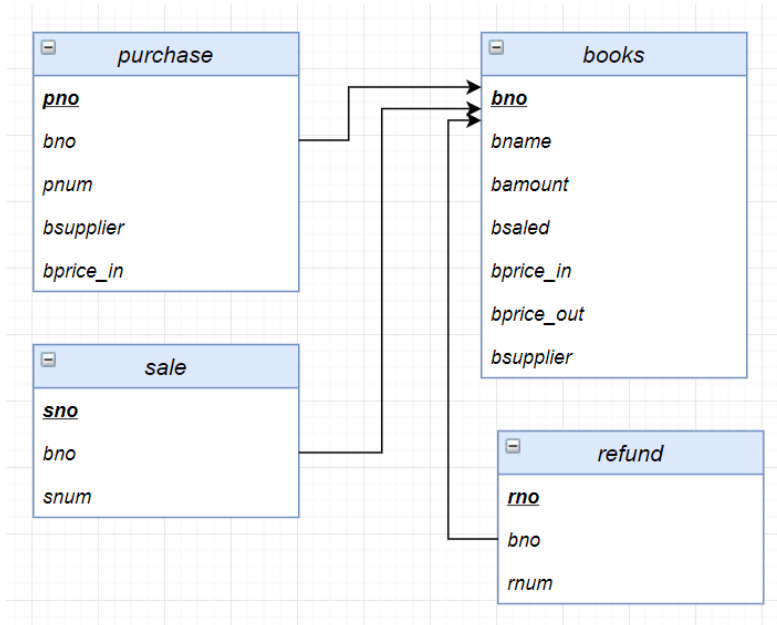 purchase
pno
bno
pnum
bsupplier
bprice_in
books
bno
bname
bamount
bsaled
bprice_in
bprice_out
bsupplier
sale
sno
bno
snum
refund
rno
bno
rnum